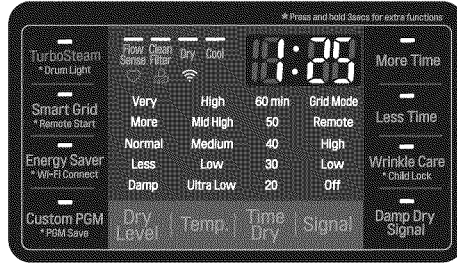 * Press and hold 3secs for extra functions
TurboSteam
* Drum Light
Smart Grid
* Remote Start
Energy Saver
* Wi-Fi Connect
Custom PGM
* PGM Save
Flow Sense
Clean Filter
Dry
Cool
1:25
Very High 60 min Grid Mode
More Mid High 50 Remote
Normal Medium 40 High
Less Low 30 Low
Damp Ultra Low 20 Off
Dry Level
Temp.
Time Dry
Signal
More Time
Less Time
Wrinkle Care
* Child Lock
Damp Dry
Signal